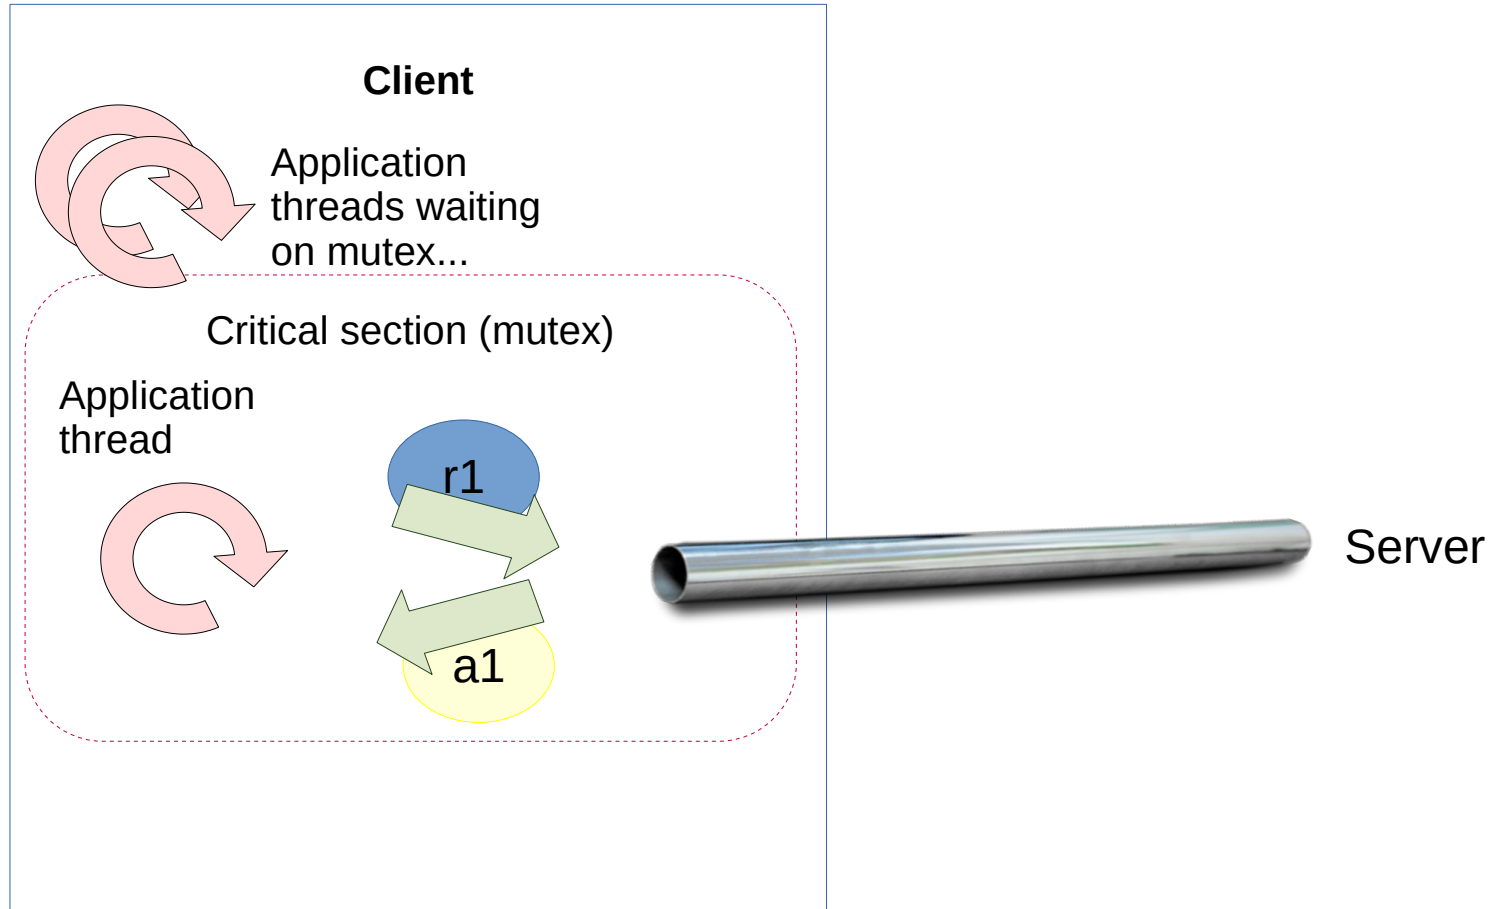 Client
Application
threads waiting
on mutex...
Critical section (mutex)
Application
thread
r1
Server
a1